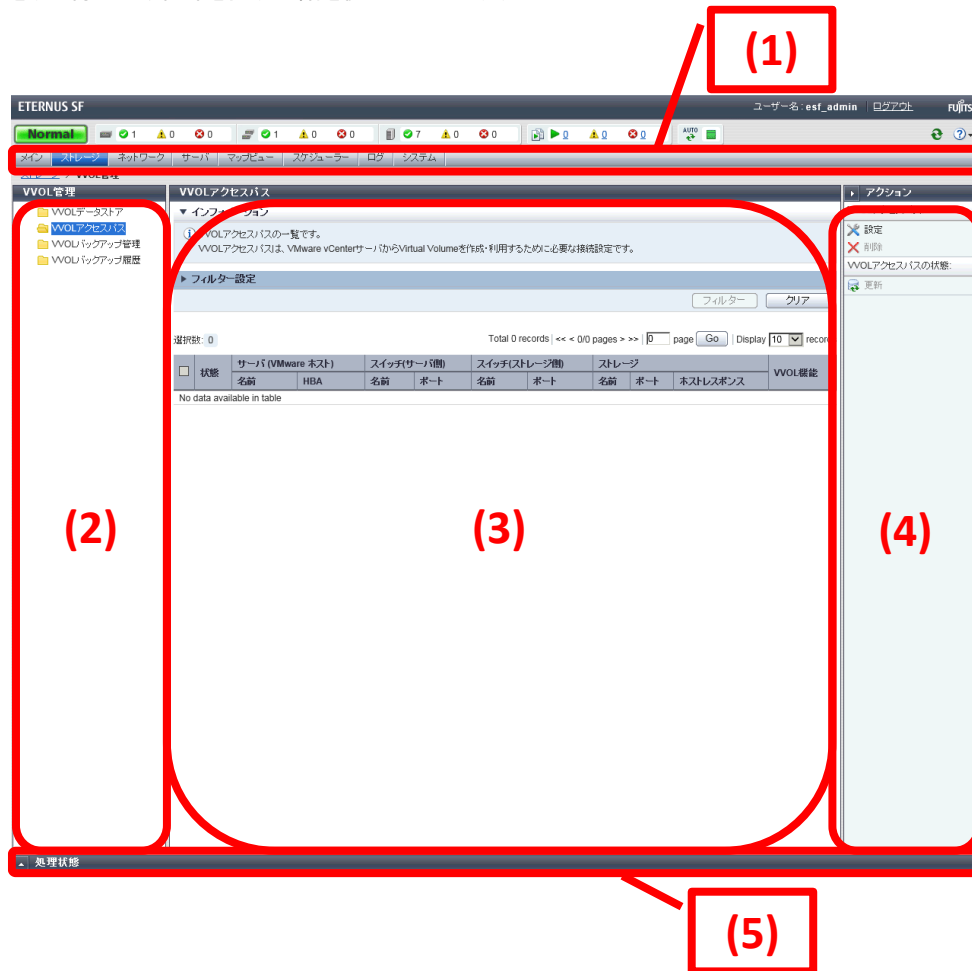 (1)
ETERNUS SF
ユーザー名: esf_admin ログアウト
Normal 1 0 0 1 0 0 7 0 0 0 0 0 AUTO
メイン ストレージ ネットワーク サーバ マップビュー スケジューラー ログ システム
VVOL管理 VVOLアクセスパス アクション
VVOLデータストア
VVOLアクセスパス
VVOLバックアップ管理
VVOLバックアップ履歴
VVOLアクセスパスの一覧です。
VVOLアクセスパスは、VMware vCenterサーバからVirtual Volumeを作成・利用するために必要な接続設定です。
フィルター設定
フィルター クリア
設定
削除
VVOLアクセスパスの状態:
更新
選択数: 0 Total 0 records << < 0/0 pages > >> 0 page Go Display 10
状態 サーバ (VMware ホスト) スイッチ(サーバ側) スイッチ(ストレージ側) ストレージ VVOL機能
名前 HBA 名前 ポート 名前 ポート 名前 ポート ホストレスポンス
No data available in table
(2) (3) (4)
処理状態
(5)